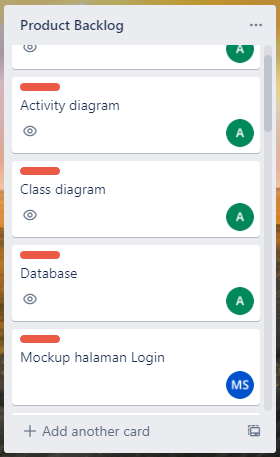 Product Backlog
A
Activity diagram
A
Class diagram
A
Database
A
Mockup halaman Login
MS
Add another card